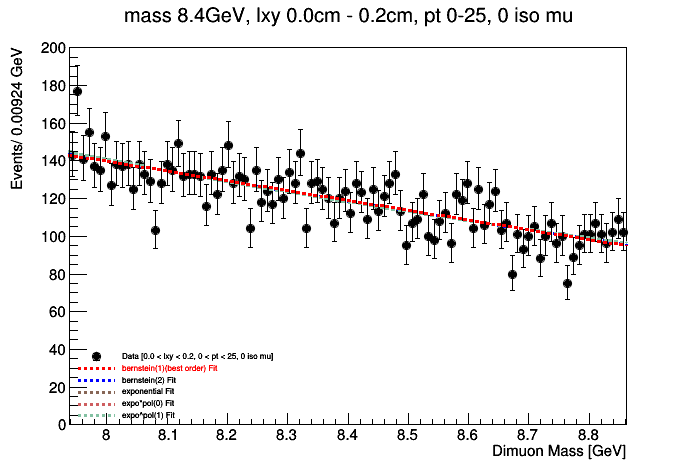 mass 8.4GeV, lxy 0.0cm - 0.2cm, pt 0-25, 0 iso mu
Events/ 0.00924 GeV
200
180
160
140
120
100
80
60
40
20
0
Data [0.0 < lxy < 0.2, 0 < pt < 25, 0 iso mu]
bernstein(1)(best order) Fit
bernstein(2) Fit
exponential Fit
expo*pol(0) Fit
expo*pol(1) Fit
8 8.1 8.2 8.3 8.4 8.5 8.6 8.7 8.8
Dimuon Mass [GeV]